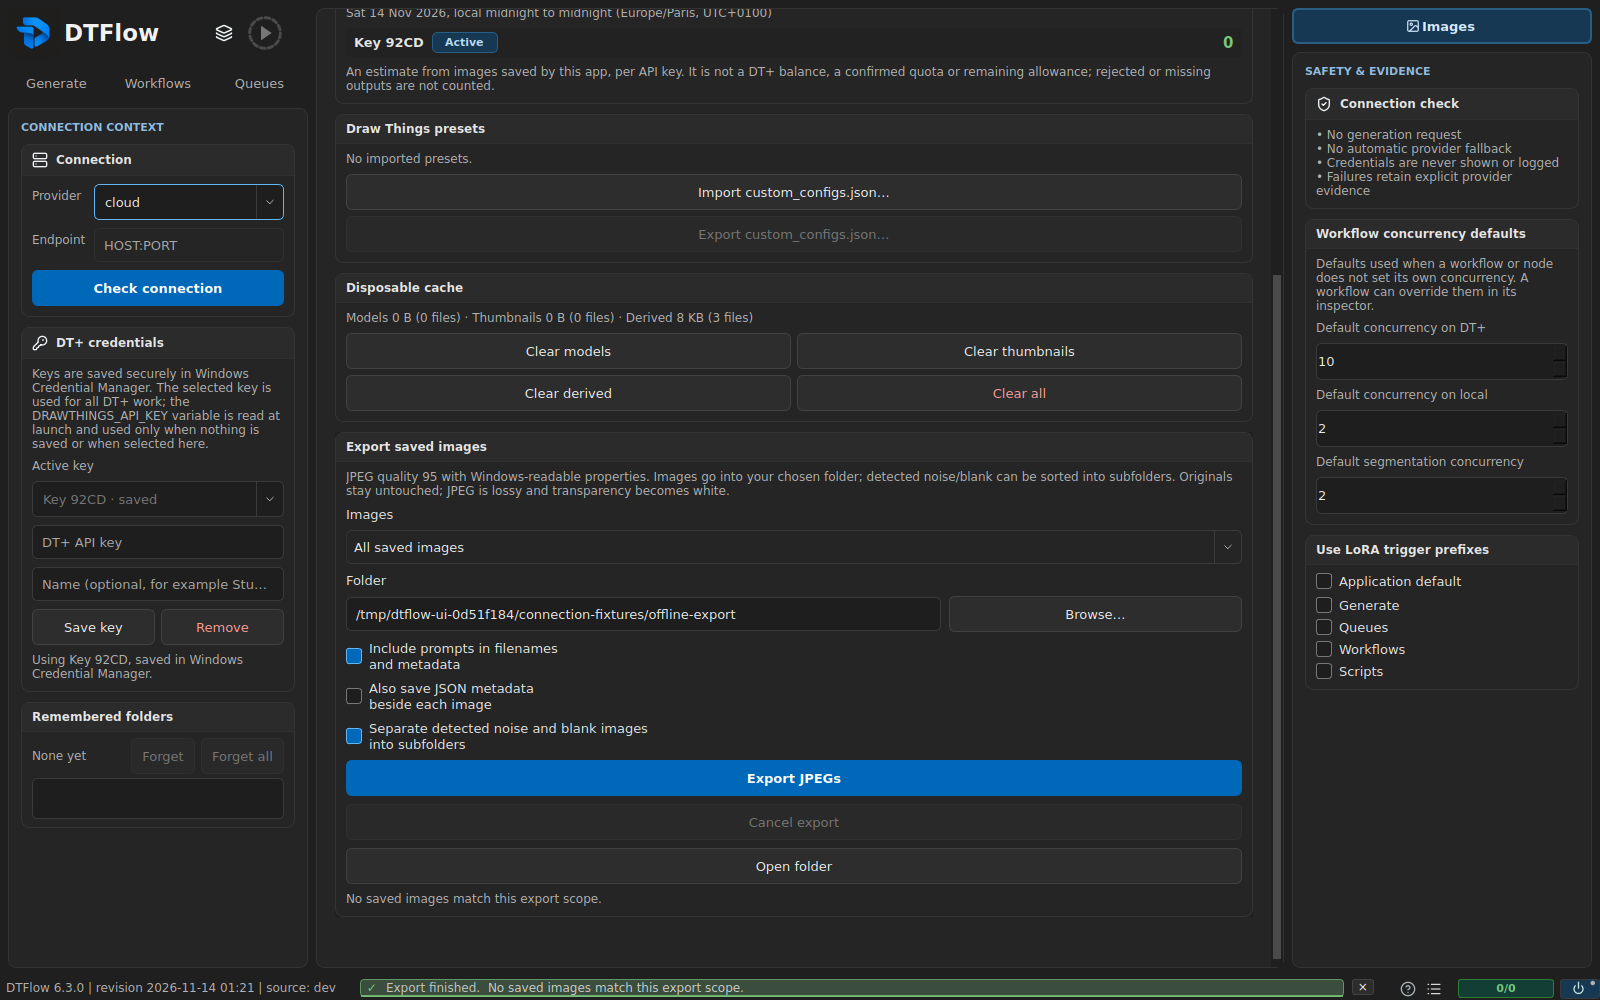 DTFlow
Generate
Workflows
Queues
CONNECTION CONTEXT
Connection
Provider
cloud
Endpoint
HOST:PORT
Check connection
DT+ credentials
Keys are saved securely in Windows
Credential Manager. The selected key is
used for all DT+ work; the
DRAWTHINGS_API_KEY variable is read at
launch and used only when nothing is
saved or when selected here.
Active key
Key 92CD · saved
DT+ API key
Name (optional, for example Stu...
Save key
Remove
Using Key 92CD, saved in Windows
Credential Manager.
Remembered folders
None yet
Forget
Forget all
Sat 14 Nov 2026, local midnight to midnight (Europe/Paris, UTC+0100)
Key 92CD
Active
0
An estimate from images saved by this app, per API key. It is not a DT+ balance, a confirmed quota or remaining allowance; rejected or missing
outputs are not counted.
Draw Things presets
No imported presets.
Import custom_configs.json...
Export custom_configs.json...
Disposable cache
Models 0 B (0 files) · Thumbnails 0 B (0 files) · Derived 8 KB (3 files)
Clear models
Clear thumbnails
Clear derived
Clear all
Export saved images
JPEG quality 95 with Windows-readable properties. Images go into your chosen folder; detected noise/blank can be sorted into subfolders. Originals
stay untouched; JPEG is lossy and transparency becomes white.
Images
All saved images
Folder
/tmp/dtflow-ui-0d51f184/connection-fixtures/offline-export
Browse...
Include prompts in filenames
and metadata
Also save JSON metadata
beside each image
Separate detected noise and blank images
into subfolders
Export JPEGs
Cancel export
Open folder
No saved images match this export scope.
Images
SAFETY & EVIDENCE
Connection check
• No generation request
• No automatic provider fallback
• Credentials are never shown or logged
• Failures retain explicit provider
evidence
Workflow concurrency defaults
Defaults used when a workflow or node
does not set its own concurrency. A
workflow can override them in its
inspector.
Default concurrency on DT+
10
Default concurrency on local
2
Default segmentation concurrency
2
Use LoRA trigger prefixes
Application default
Generate
Queues
Workflows
Scripts
DTFlow 6.3.0 | revision 2026-11-14 01:21 | source: dev
✓ Export finished. No saved images match this export scope.
0/0